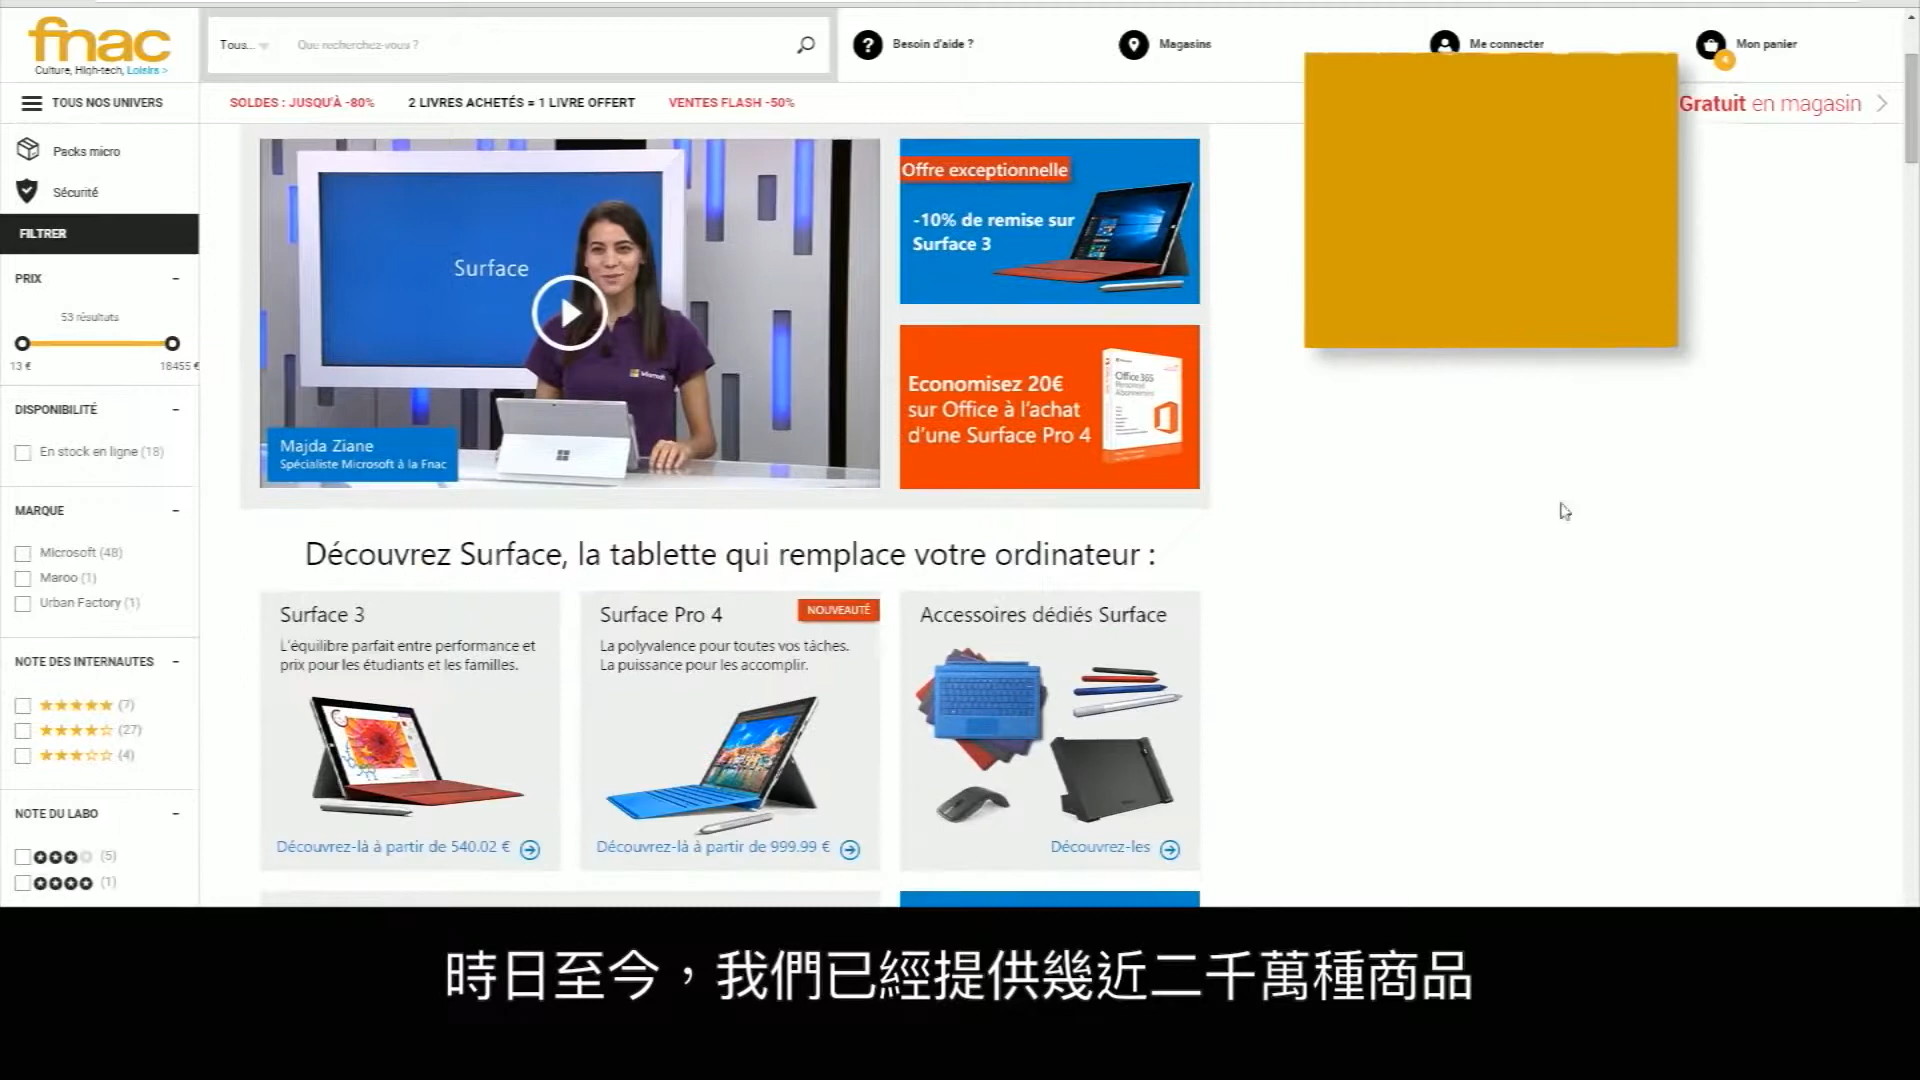 fnac
Culture, High-tech, Loisirs >
Tous...
Que recherchez-vous ?
Besoin d'aide ?
Magasins
Me connecter
Mon panier
4
TOUS NOS UNIVERS
SOLDES : JUSQU'À -80%
2 LIVRES ACHETÉS = 1 LIVRE OFFERT
VENTES FLASH -50%
Gratuit en magasin
Packs micro
Sécurité
FILTRER
PRIX
53 résultats
13 €
18455 €
DISPONIBILITÉ
En stock en ligne (18)
MARQUE
Microsoft (48)
Maroo (1)
Urban Factory (1)
NOTE DES INTERNAUTES
(7)
(27)
(4)
NOTE DU LABO
(5)
(1)
Surface
Microsoft
Majda Ziane
Spécialiste Microsoft à la Fnac
Offre exceptionnelle
-10% de remise sur
Surface 3
Economisez 20€
sur Office à l'achat
d'une Surface Pro 4
Office 365
Découvrez Surface, la tablette qui remplace votre ordinateur :
Surface 3
L'équilibre parfait entre performance et
prix pour les étudiants et les familles.
Découvrez-là à partir de 540.02 €
Surface Pro 4
NOUVEAUTÉ
La polyvalence pour toutes vos tâches.
La puissance pour les accomplir.
Découvrez-là à partir de 999.99 €
Accessoires dédiés Surface
Découvrez-les
時日至今，我們已經提供幾近二千萬種商品